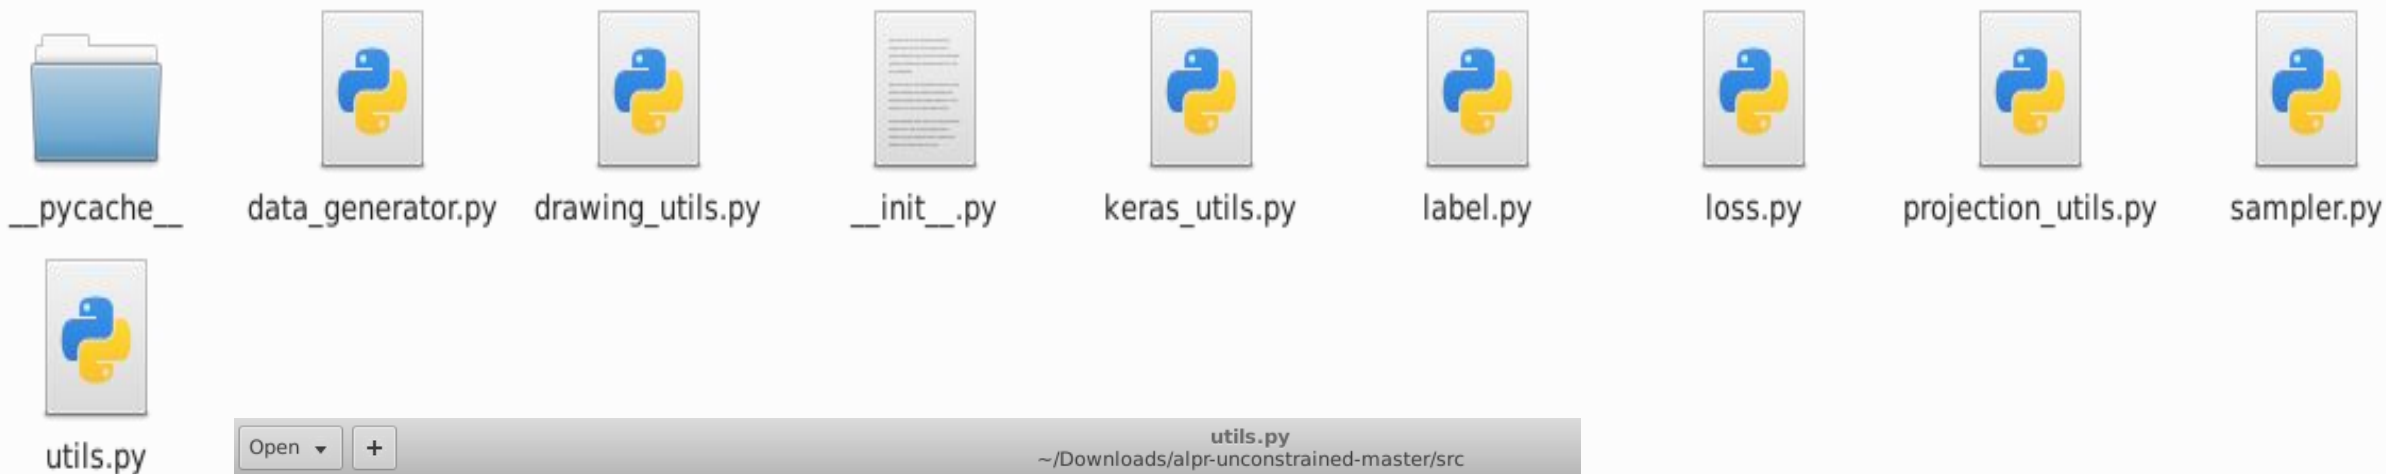 __pycache__ data_generator.py drawing_utils.py __init__.py keras_utils.py label.py loss.py projection_utils.py sampler.py
utils.py
Open + utils.py
~/Downloads/alpr-unconstrained-master/src